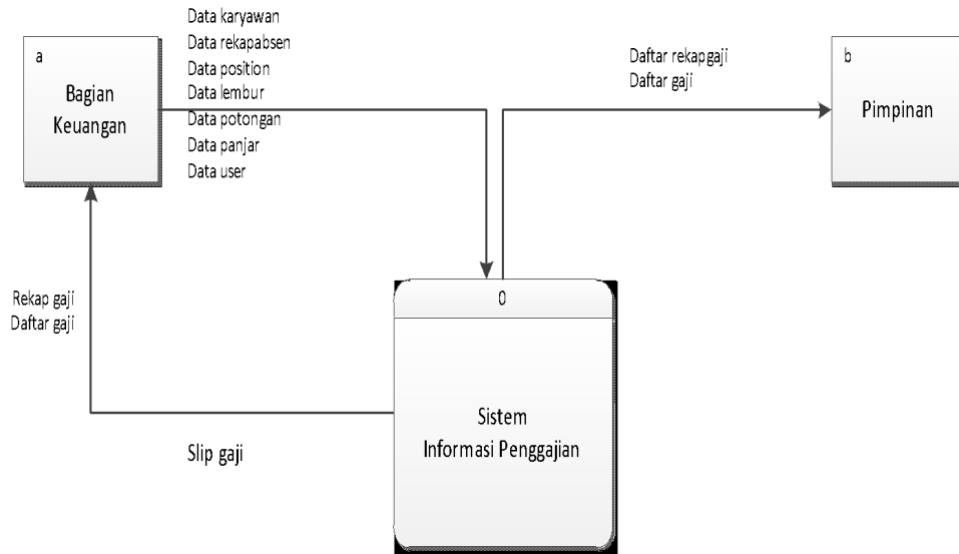 a
Bagian
Keuangan
Data karyawan
Data rekapabsen
Data position
Data lembur
Data potongan
Data panjar
Data user
Daftar rekapgaji
Daftar gaji
b
Pimpinan
Rekap gaji
Daftar gaji
Slip gaji
0
Sistem
Informasi Penggajian